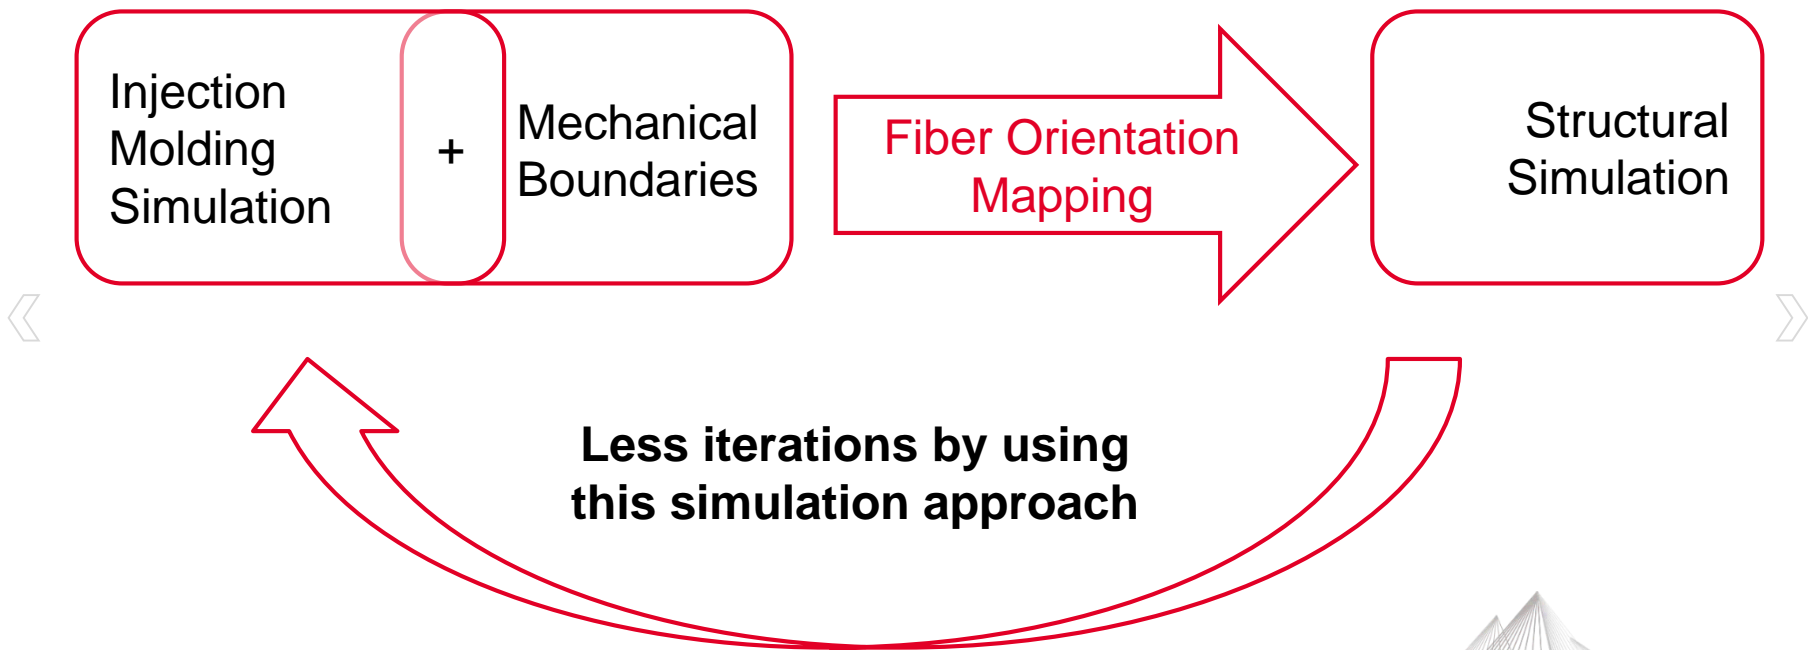 Injection
Molding
Simulation
+
Mechanical
Boundaries
Fiber Orientation
Mapping
Structural
Simulation
Less iterations by using
this simulation approach